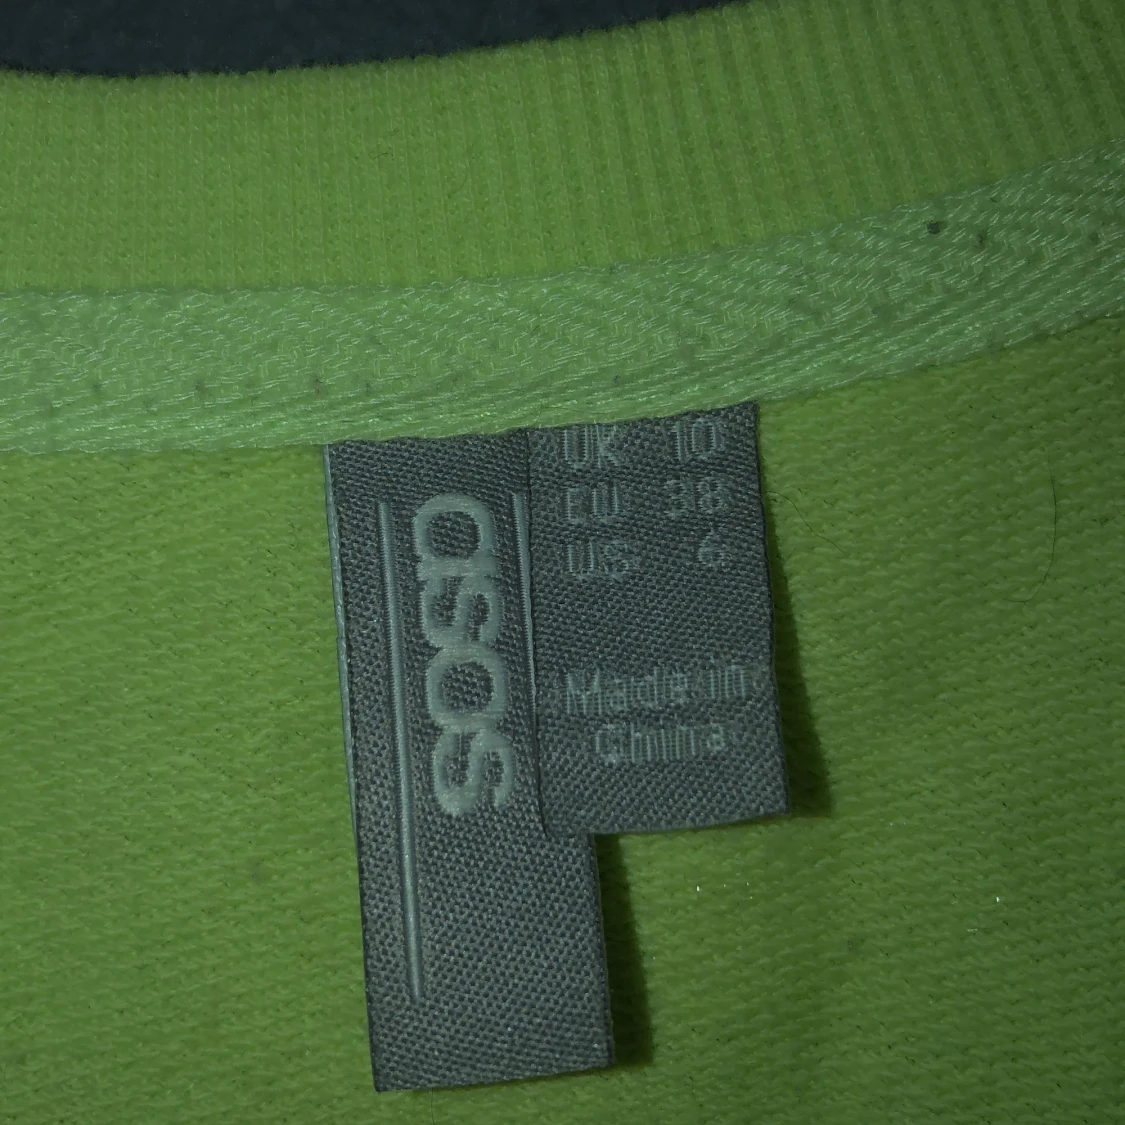 asos
UK 10
EU 38
US 6
Made in
China